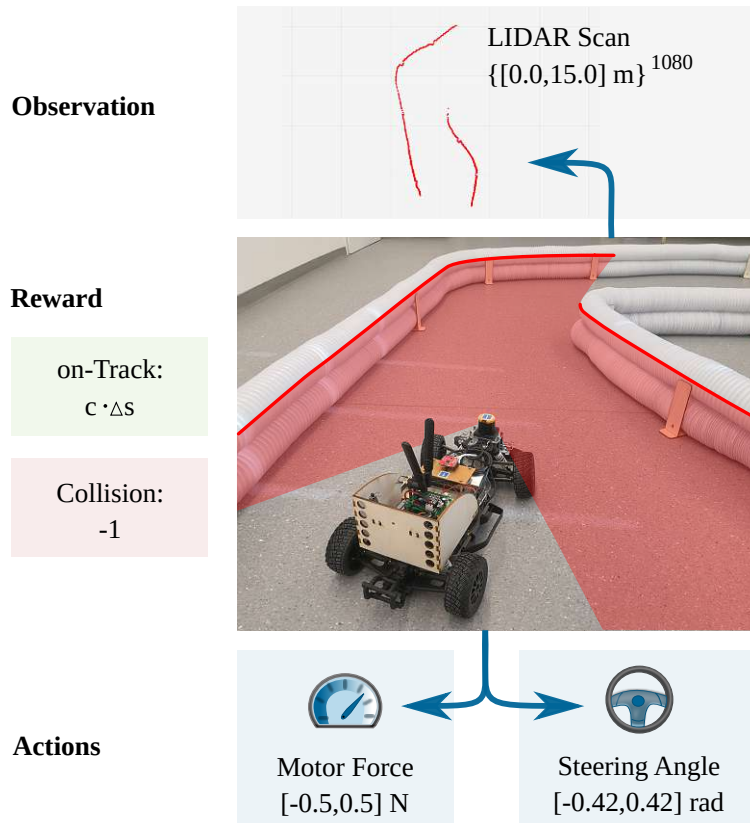 LIDAR Scan
{[0.0,15.0] m}^1080
Observation
Reward
on-Track:
c·△s
Collision:
-1
Actions
Motor Force
[-0.5,0.5] N
Steering Angle
[-0.42,0.42] rad